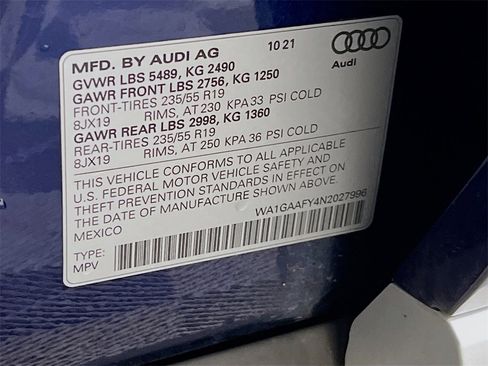 MFD. BY AUDI AG 10 21
Audi
GVWR LBS 5489, KG 2490
GAWR FRONT LBS 2756, KG 1250
FRONT-TIRES 235/55 R19
8JX19 RIMS, AT 230 KPA 33 PSI COLD
GAWR REAR LBS 2998, KG 1360
REAR-TIRES 235/55 R19
8JX19 RIMS, AT 250 KPA 36 PSI COLD
THIS VEHICLE CONFORMS TO ALL APPLICABLE
U.S. FEDERAL MOTOR VEHICLE SAFETY AND
THEFT PREVENTION STANDARDS IN EFFECT ON
THE DATE OF MANUFACTURE SHOWN ABOVE.
MEXICO
WA1GAAFY4N2027996
TYPE:
MPV